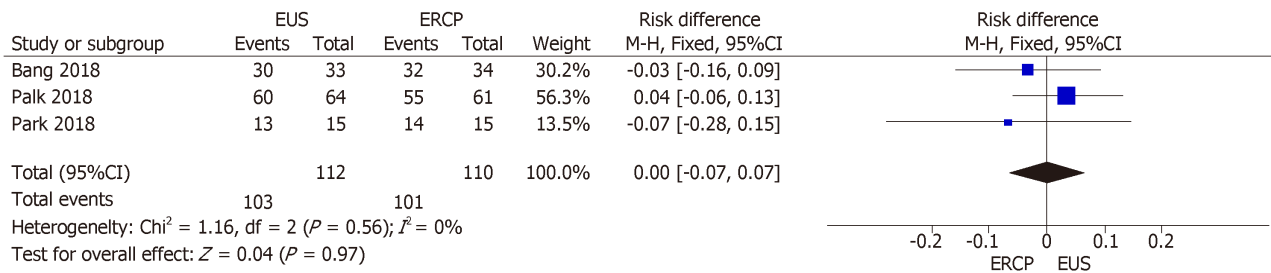 EUS ERCP Risk difference Risk difference
Study or subgroup Events Total Events Total Weight M-H, Fixed, 95%CI M-H, Fixed, 95%CI
Bang 2018 30 33 32 34 30.2% -0.03 [-0.16, 0.09]
Palk 2018 60 64 55 61 56.3% 0.04 [-0.06, 0.13]
Park 2018 13 15 14 15 13.5% -0.07 [-0.28, 0.15]
Total (95%CI) 112 110 100.0% 0.00 [-0.07, 0.07]
Total events 103 101
Heterogenelty: Chi² = 1.16, df = 2 (P = 0.56); I² = 0%
Test for overall effect: Z = 0.04 (P = 0.97)
-0.2 -0.1 0 0.1 0.2
ERCP EUS